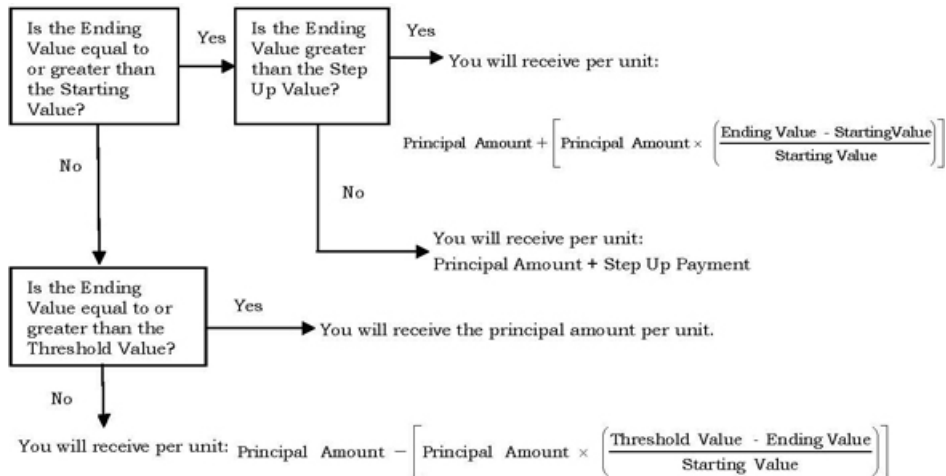 Is the Ending
Value equal to
or greater than
the Starting
Value?
Yes
Is the Ending
Value greater
than the Step
Up Value?
Yes
You will receive per unit:
Principal Amount + [Principal Amount × (Ending Value - StartingValue / Starting Value)]
No
No
You will receive per unit:
Principal Amount + Step Up Payment
Is the Ending
Value equal to or
greater than the
Threshold Value?
Yes
You will receive the principal amount per unit.
No
You will receive per unit: Principal Amount − [Principal Amount × (Threshold Value - Ending Value / Starting Value)]